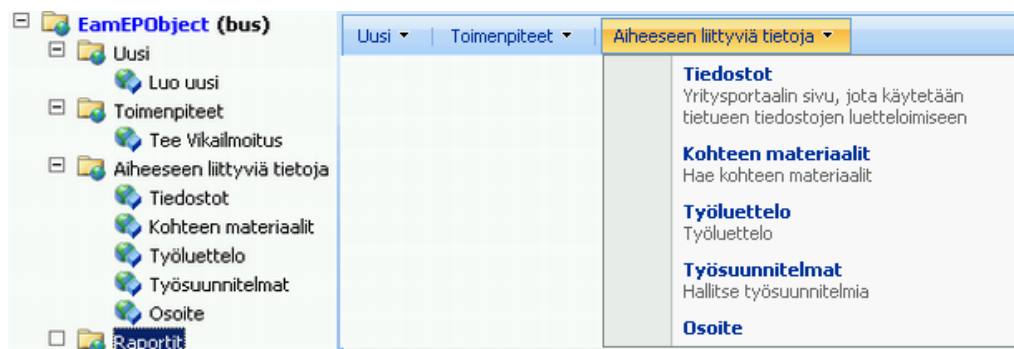 EamEPObject (bus)
Uusi
Luo uusi
Toimenpiteet
Tee Vikailmoitus
Aiheeseen liittyviä tietoja
Tiedostot
Kohteen materiaalit
Työluettelo
Työsuunnitelmat
Osoite
Raportit
Uusi
Toimenpiteet
Aiheeseen liittyviä tietoja
Tiedostot
Yritysportaalin sivu, jota käytetään
tietueen tiedostojen luetteloimiseen
Kohteen materiaalit
Hae kohteen materiaalit
Työluettelo
Työluettelo
Työsuunnitelmat
Hallitse työsuunnitelmia
Osoite